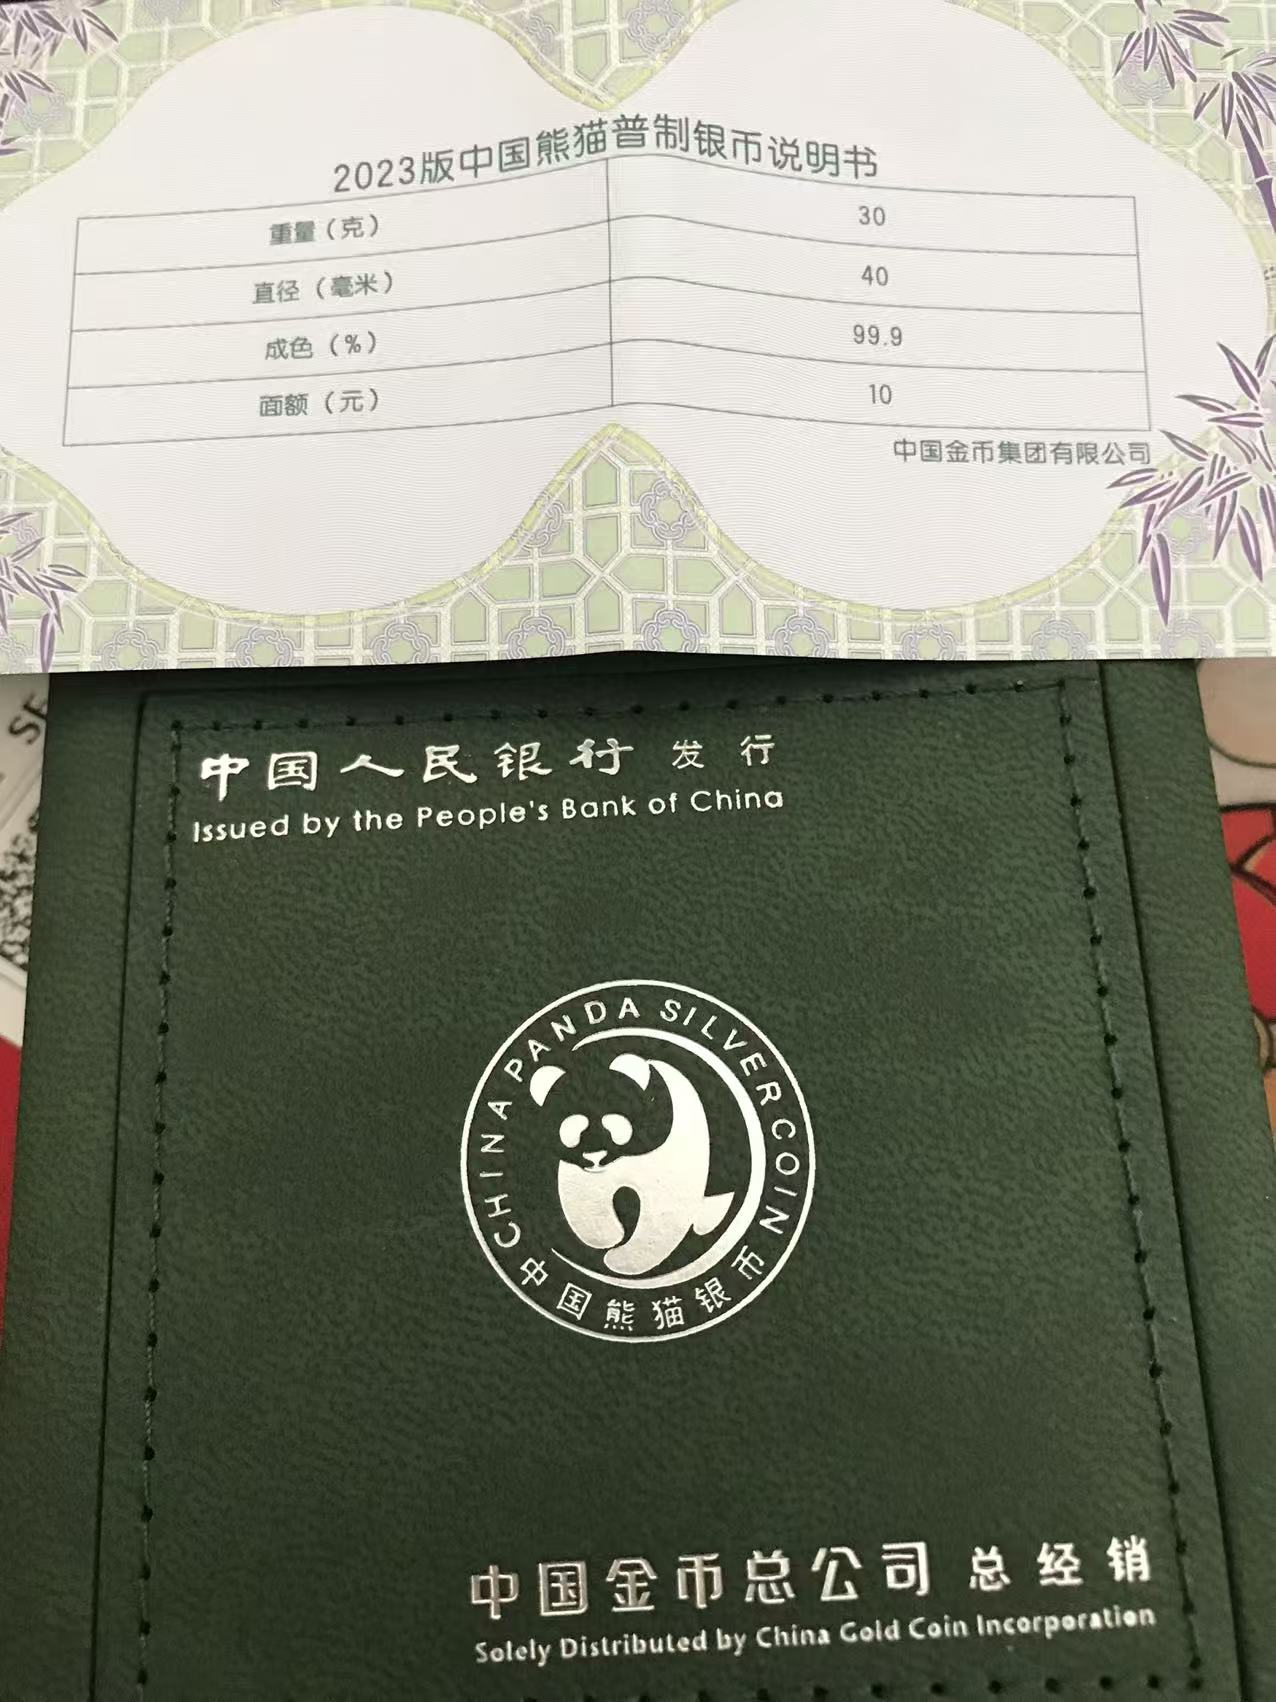 2023版中国熊猫普制银币说明书
重量（克） 30
直径（毫米） 40
成色（%） 99.9
面额（元） 10
中国金币集团有限公司
中国人民银行 发行
Issued by the People's Bank of China
CHINA PANDA SILVER COIN
中国熊猫银币
中国金币总公司 总经销
Solely Distributed by China Gold Coin Incorporation